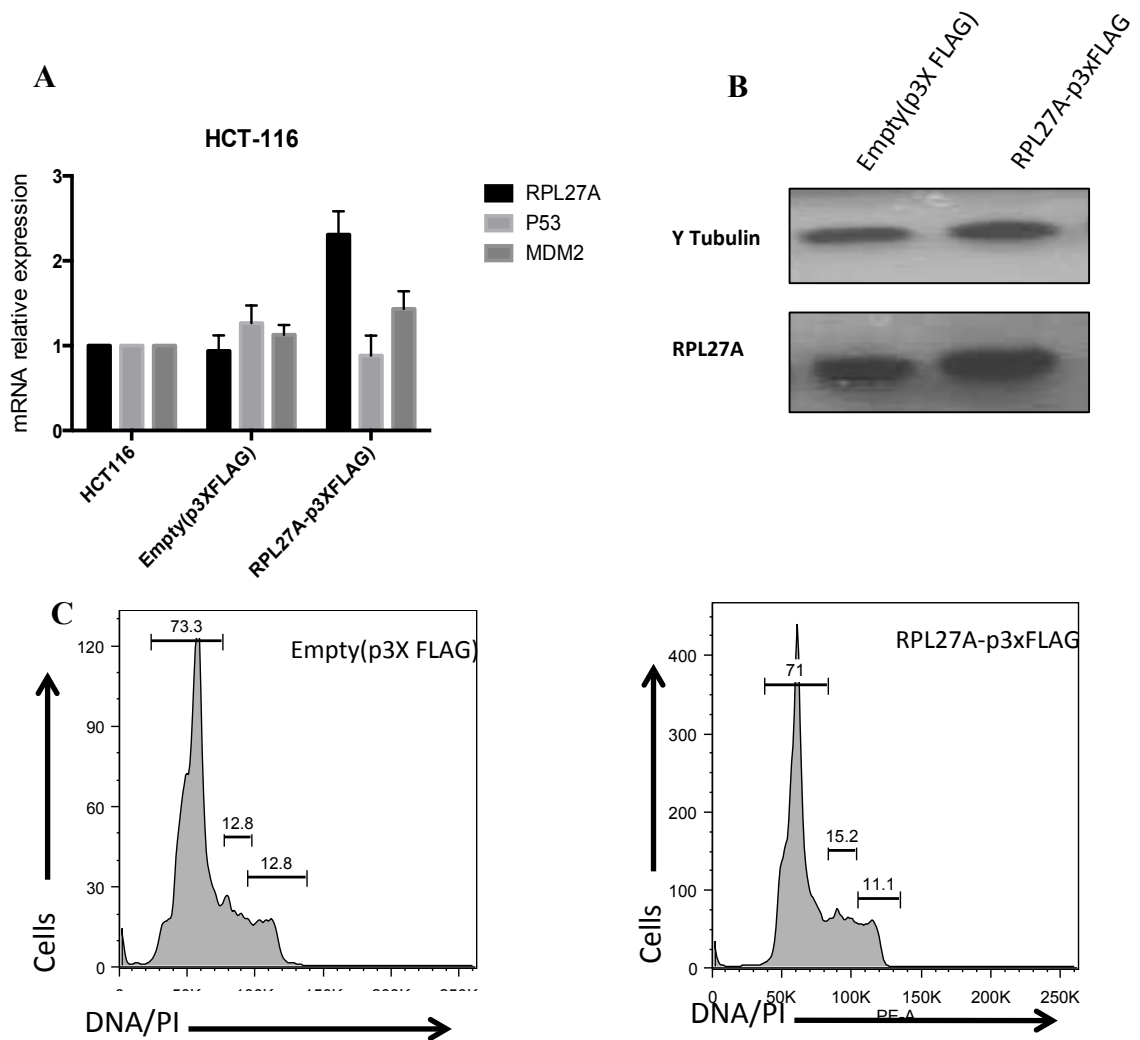 A
HCT-116
mRNA relative expression
3
2
1
0
HCT116
Empty(p3XFLAG)
RPL27A-p3XFLAG)
RPL27A
P53
MDM2
B
Empty(p3X FLAG)
RPL27A-p3xFLAG
Y Tubulin
RPL27A
C
Empty(p3X FLAG)
73.3
12.8
12.8
120
90
60
30
0
Cells
DNA/PI
RPL27A-p3xFLAG
71
15.2
11.1
400
300
200
100
0
Cells
0 50K 100K 150K 200K 250K
DNA/PI